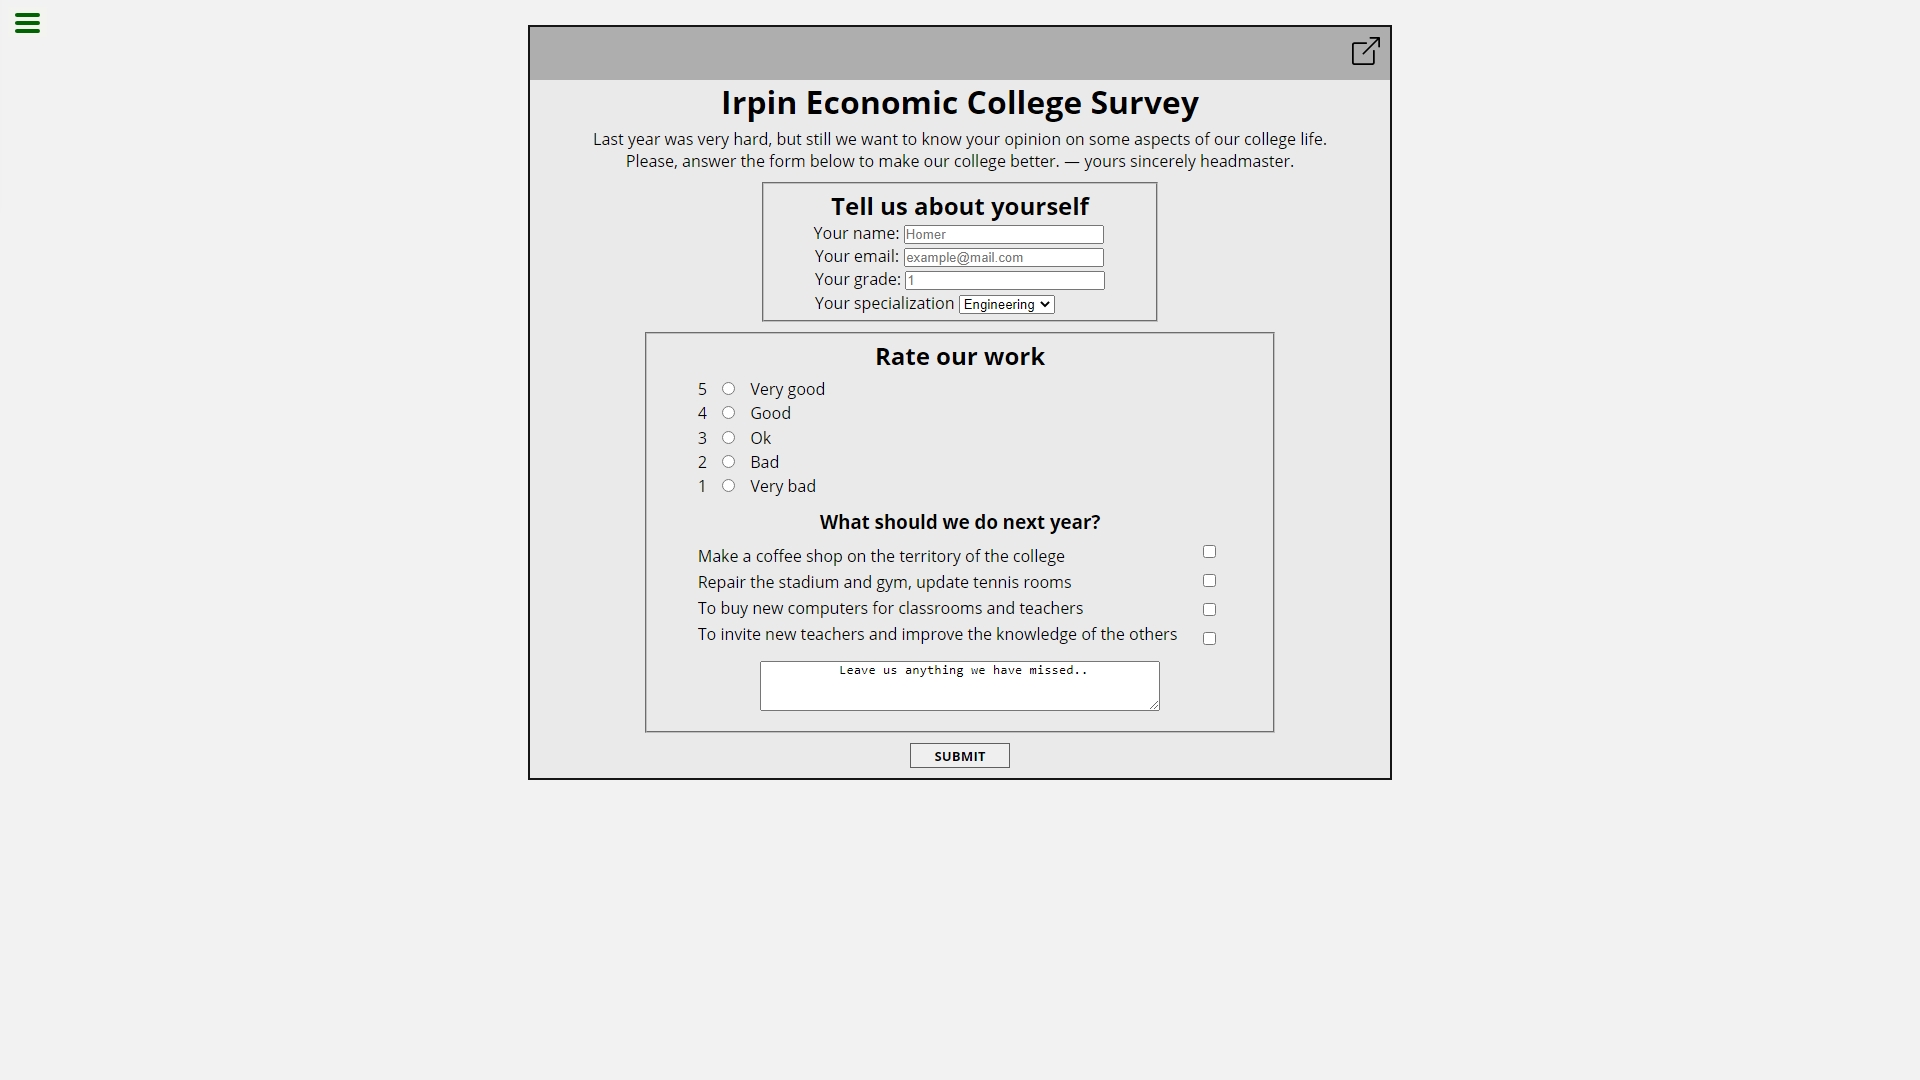 Irpin Economic College Survey
Last year was very hard, but still we want to know your opinion on some aspects of our college life.
Please, answer the form below to make our college better. — yours sincerely headmaster.
Tell us about yourself
Your name: Homer
Your email: example@mail.com
Your grade: 1
Your specialization Engineering
Rate our work
5 Very good
4 Good
3 Ok
2 Bad
1 Very bad
What should we do next year?
Make a coffee shop on the territory of the college
Repair the stadium and gym, update tennis rooms
To buy new computers for classrooms and teachers
To invite new teachers and improve the knowledge of the others
Leave us anything we have missed..
SUBMIT